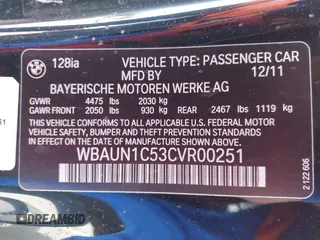 128ia VEHICLE TYPE: PASSENGER CAR
MFD BY: 12/11
BAYERISCHE MOTOREN WERKE AG
GVWR 4475 lbs 2030 kg
GAWR FRONT 2050 lbs 930 kg REAR 2467 lbs 1119 kg
THIS VEHICLE CONFORMS TO ALL APPLICABLE
U.S. FEDERAL MOTOR VEHICLE SAFETY, BUMPER
AND THEFT PREVENTION STANDARDS IN EFFECT ON
THE DATE OF MANUFACTURE SHOWN ABOVE.
WBAUN1C53CVR00251
2 122 606
DREAMBID